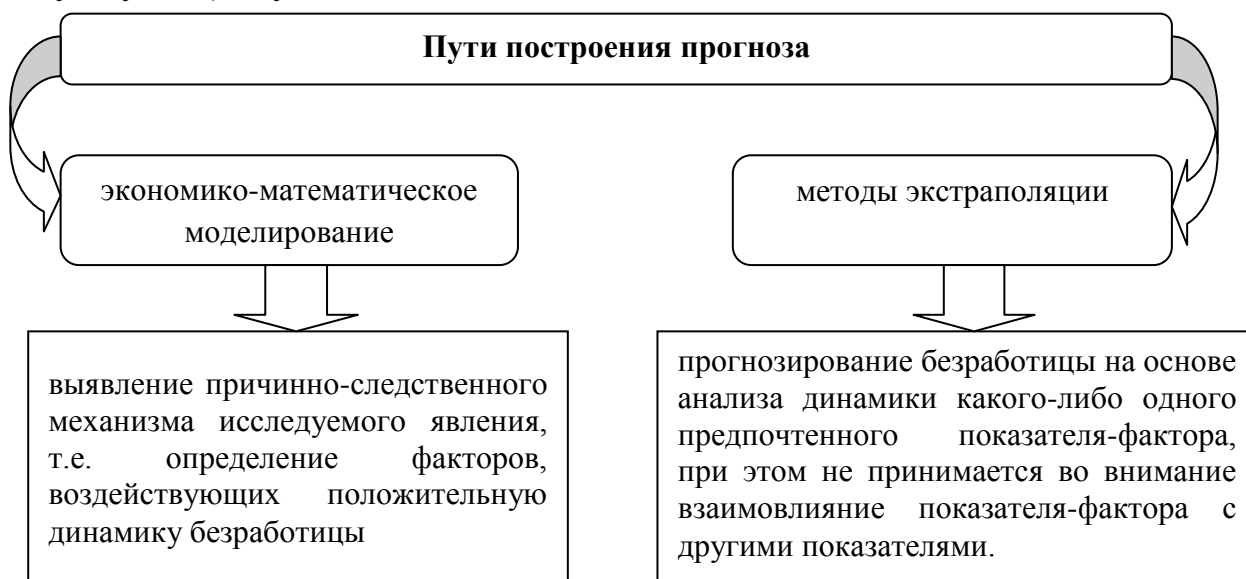 Пути построения прогноза
экономико-математическое
моделирование
методы экстраполяции
выявление причинно-следственного
механизма исследуемого явления,
т.е. определение факторов,
воздействующих положительную
динамику безработицы
прогнозирование безработицы на основе
анализа динамики какого-либо одного
предпочтенного показателя-фактора,
при этом не принимается во внимание
взаимовлияние показателя-фактора с
другими показателями.